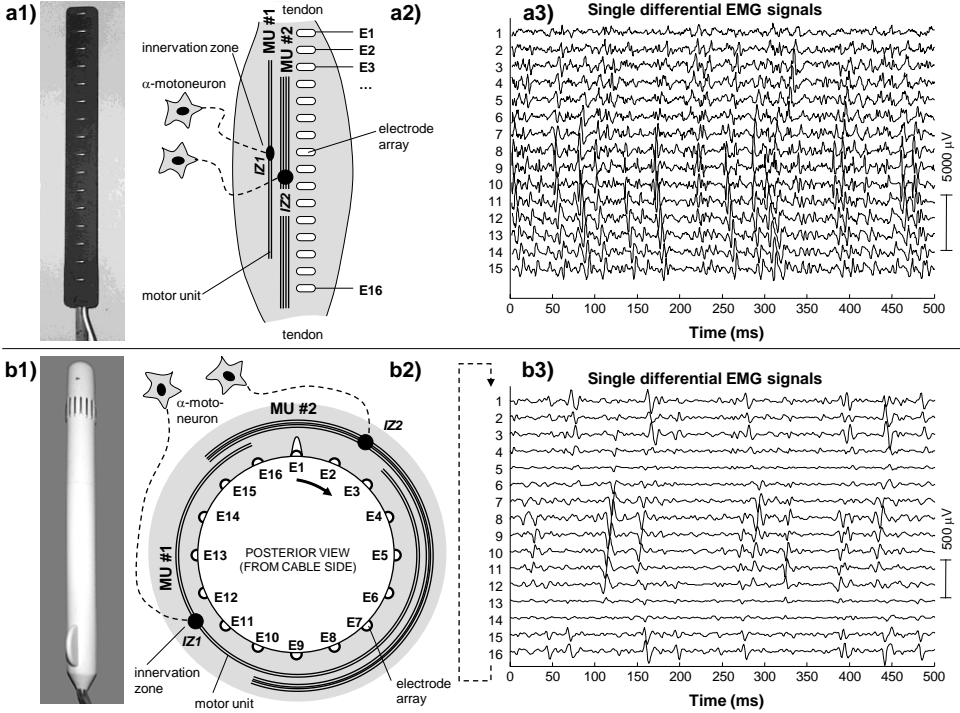 a1)
a2)
tendon
MU #1
MU #2
innervation zone
α-motoneuron
E1
E2
E3
...
electrode
array
IZ1
IZ2
motor unit
E16
tendon
a3)
Single differential EMG signals
1
2
3
4
5
6
7
8
9
10
11
12
13
14
15
5000 µV
0 50 100 150 200 250 300 350 400 450 500
Time (ms)
b1)
b2)
α-moto-
neuron
MU #2
IZ2
MU #1
E1
E2
E3
E4
E5
E6
E7
E8
E9
E10
E11
E12
E13
E14
E15
E16
POSTERIOR VIEW
(FROM CABLE SIDE)
IZ1
innervation
zone
motor unit
electrode
array
b3)
Single differential EMG signals
1
2
3
4
5
6
7
8
9
10
11
12
13
14
15
16
500 µV
0 50 100 150 200 250 300 350 400 450 500
Time (ms)